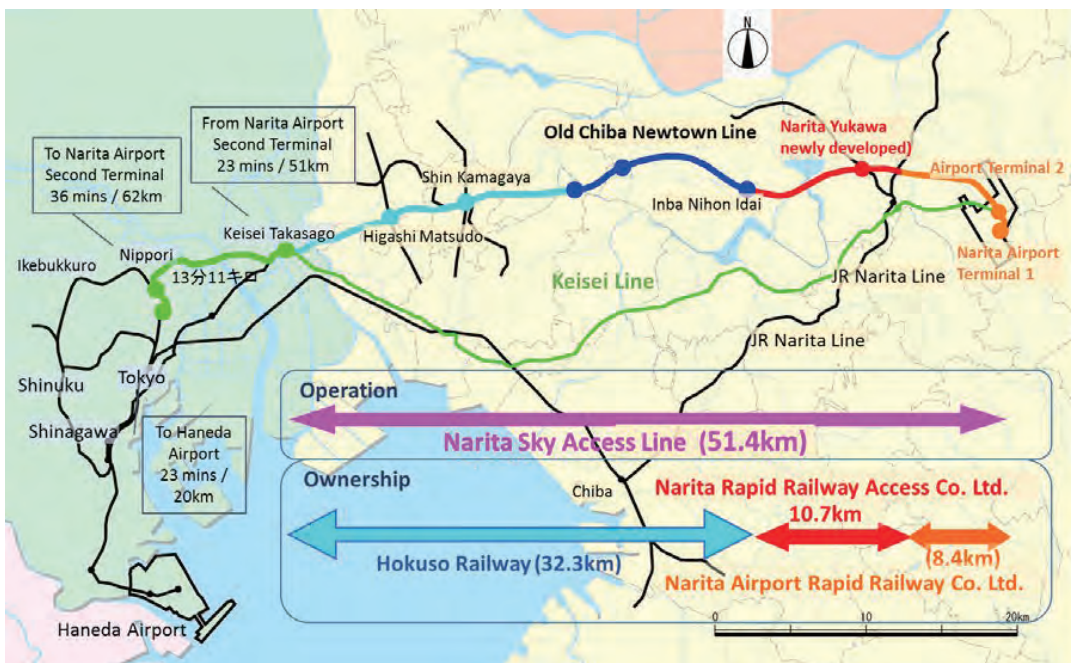 N
To Narita Airport
Second Terminal
36 mins / 62km
From Narita Airport
Second Terminal
23 mins / 51km
Old Chiba Newtown Line
Narita Yukawa
newly developed)
Airport Terminal 2
Shin Kamagaya
Inba Nihon Idai
Higashi Matsudo
Keisei Takasago
Nippori
Ikebukkuro
13分11キロ
Keisei Line
Narita Airport
Terminal 1
JR Narita Line
JR Narita Line
Shinuku
Tokyo
Shinagawa
To Haneda
Airport
23 mins /
20km
Haneda Airport
Chiba
Operation
Narita Sky Access Line (51.4km)
Ownership
Narita Rapid Railway Access Co. Ltd.
10.7km
Hokuso Railway (32.3km)
(8.4km)
Narita Airport Rapid Railway Co. Ltd.
0 10 20km